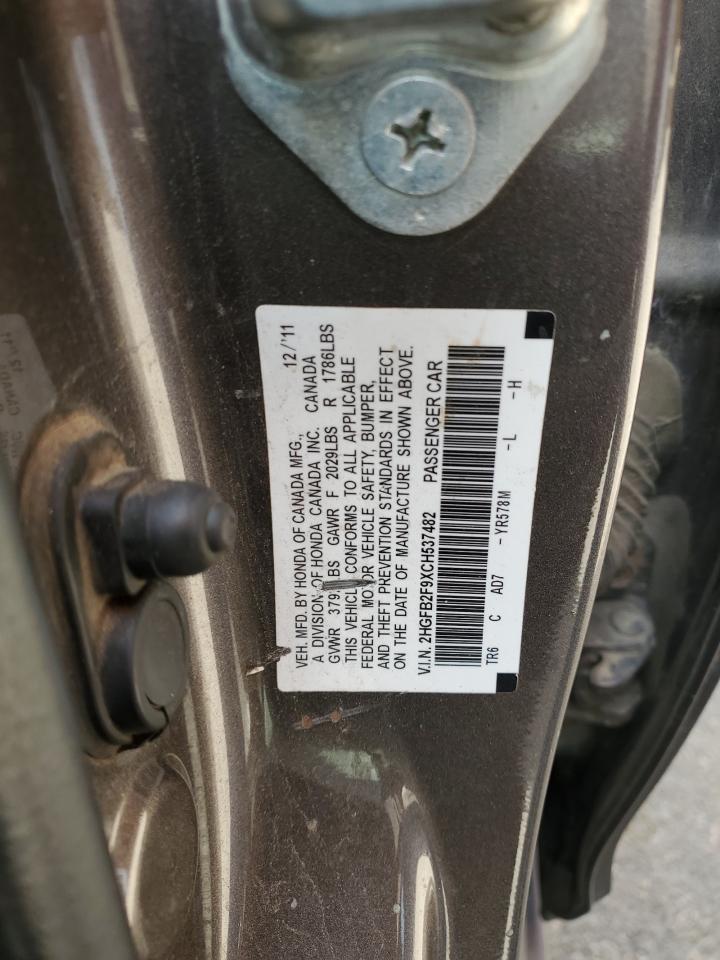 VEH. MFD. BY HONDA OF CANADA MFG., 12/'11
A DIVISION OF HONDA CANADA INC. CANADA
GVWR LBS GAWR F 2029LBS R 1786LBS
THIS VEHICLE CONFORMS TO ALL APPLICABLE
FEDERAL MOTOR VEHICLE SAFETY, BUMPER,
AND THEFT PREVENTION STANDARDS IN EFFECT
ON THE DATE OF MANUFACTURE SHOWN ABOVE.
V.I.N. 2HGFB2F9XCH537482 PASSENGER CAR
TR6 C AD7 -YR578M -L -H